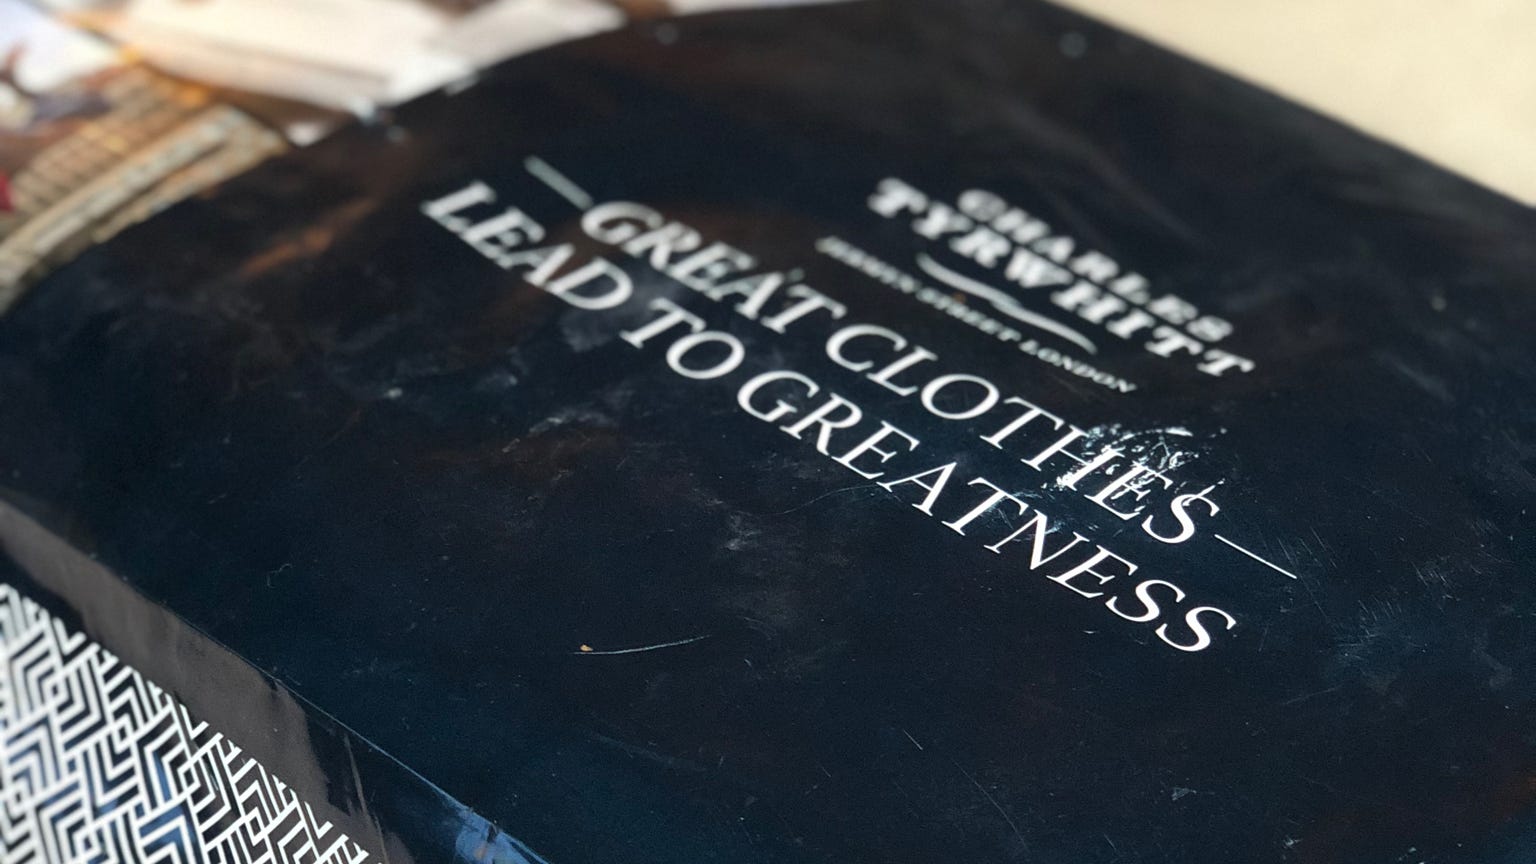 CHARLES
TYRWHITT
JERMYN STREET LONDON
GREAT CLOTHES
LEAD TO GREATNESS